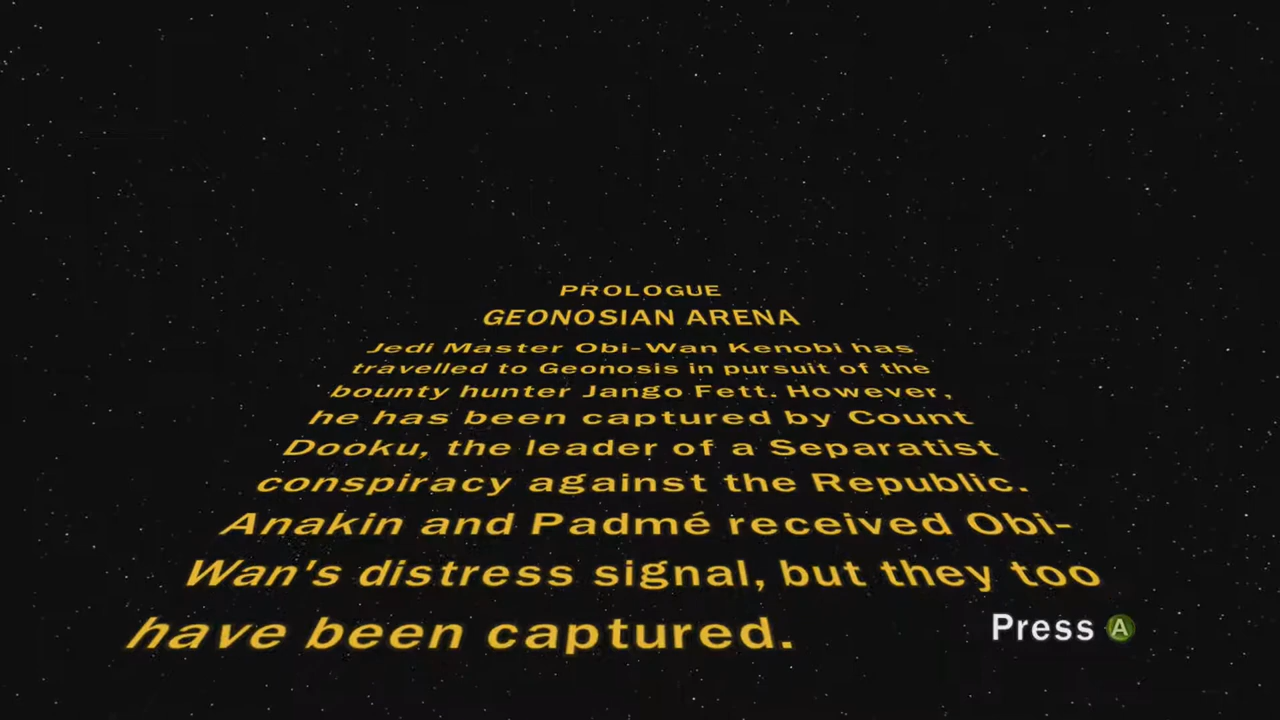 PROLOGUE
GEONOSIAN ARENA
Jedi Master Obi-Wan Kenobi has
travelled to Geonosis in pursuit of the
bounty hunter Jango Fett. However,
he has been captured by Count
Dooku, the leader of a Separatist
conspiracy against the Republic.
Anakin and Padmé received Obi-
Wan's distress signal, but they too
have been captured.
Press A